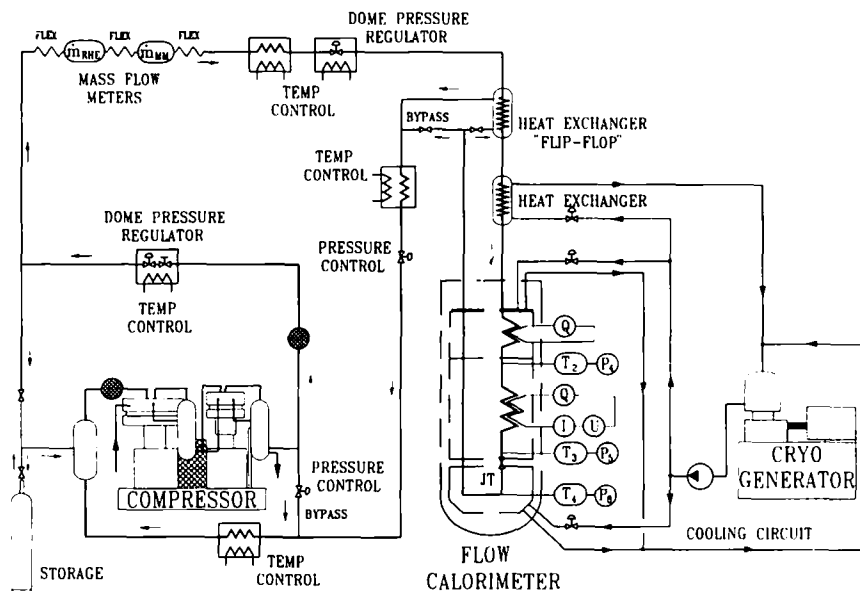 DOME PRESSURE
REGULATOR
FLEX
FLEX
FLEX
ṁRHE
ṁMM
MASS FLOW
METERS
TEMP
CONTROL
BYPASS
HEAT EXCHANGER
"FLIP-FLOP"
TEMP
CONTROL
HEAT EXCHANGER
DOME PRESSURE
REGULATOR
PRESSURE
CONTROL
TEMP
CONTROL
Q
T2
P4
Q
I
U
T3
P5
JT
T4
P6
COMPRESSOR
PRESSURE
CONTROL
BYPASS
CRYO
GENERATOR
COOLING CIRCUIT
FLOW
CALORIMETER
TEMP
CONTROL
STORAGE